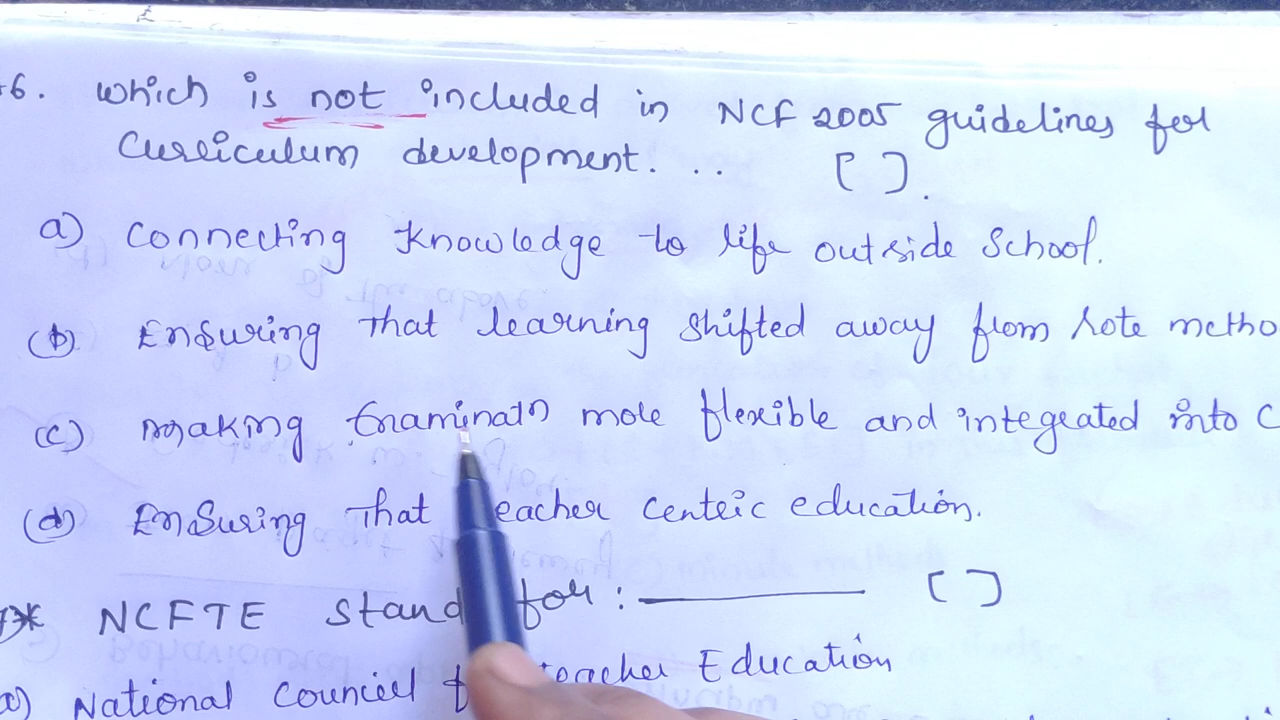 6. which is not included in NCF 2005 guidelines for
Curriculum development. .. [ ].
a) Connecting Knowledge to life outside School.
(b) Ensuring that learning shifted away from rote metho
(c) Making Examinatn more flexible and integrated into C
(d) Ensuring that teacher centric education.
* NCFTE stand for: ______ [ ]
a) National Council teacher Education